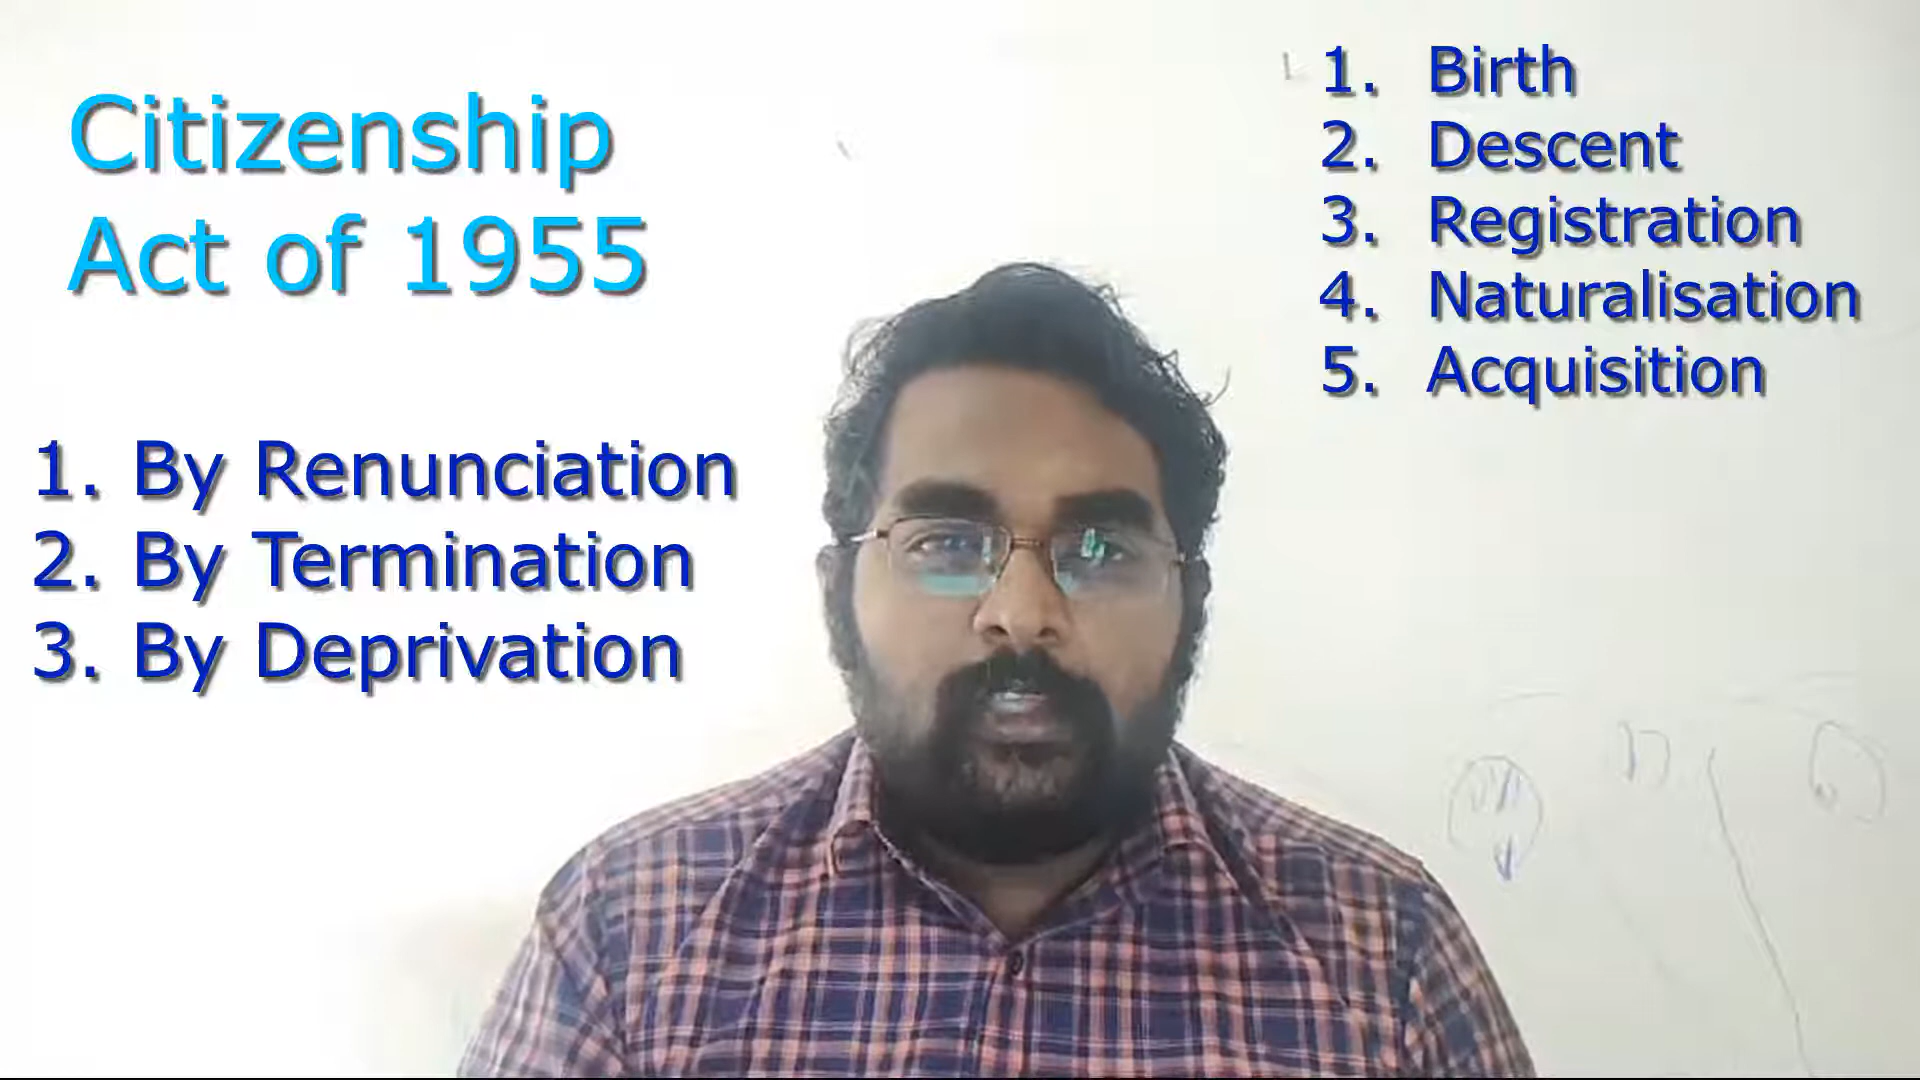 Citizenship
Act of 1955
1. By Renunciation
2. By Termination
3. By Deprivation
1. Birth
2. Descent
3. Registration
4. Naturalisation
5. Acquisition